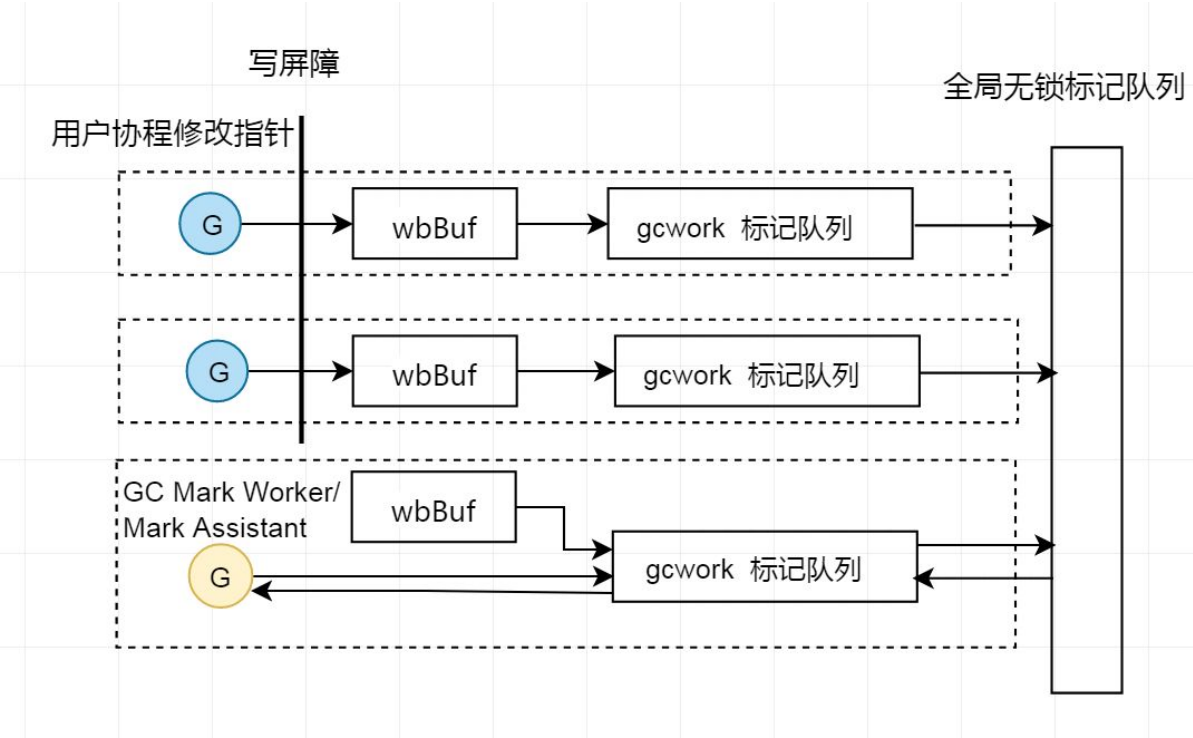 写屏障
全局无锁标记队列
用户协程修改指针
G
wbBuf
gcwork 标记队列
G
wbBuf
gcwork 标记队列
GC Mark Worker/
Mark Assistant
wbBuf
G
gcwork 标记队列